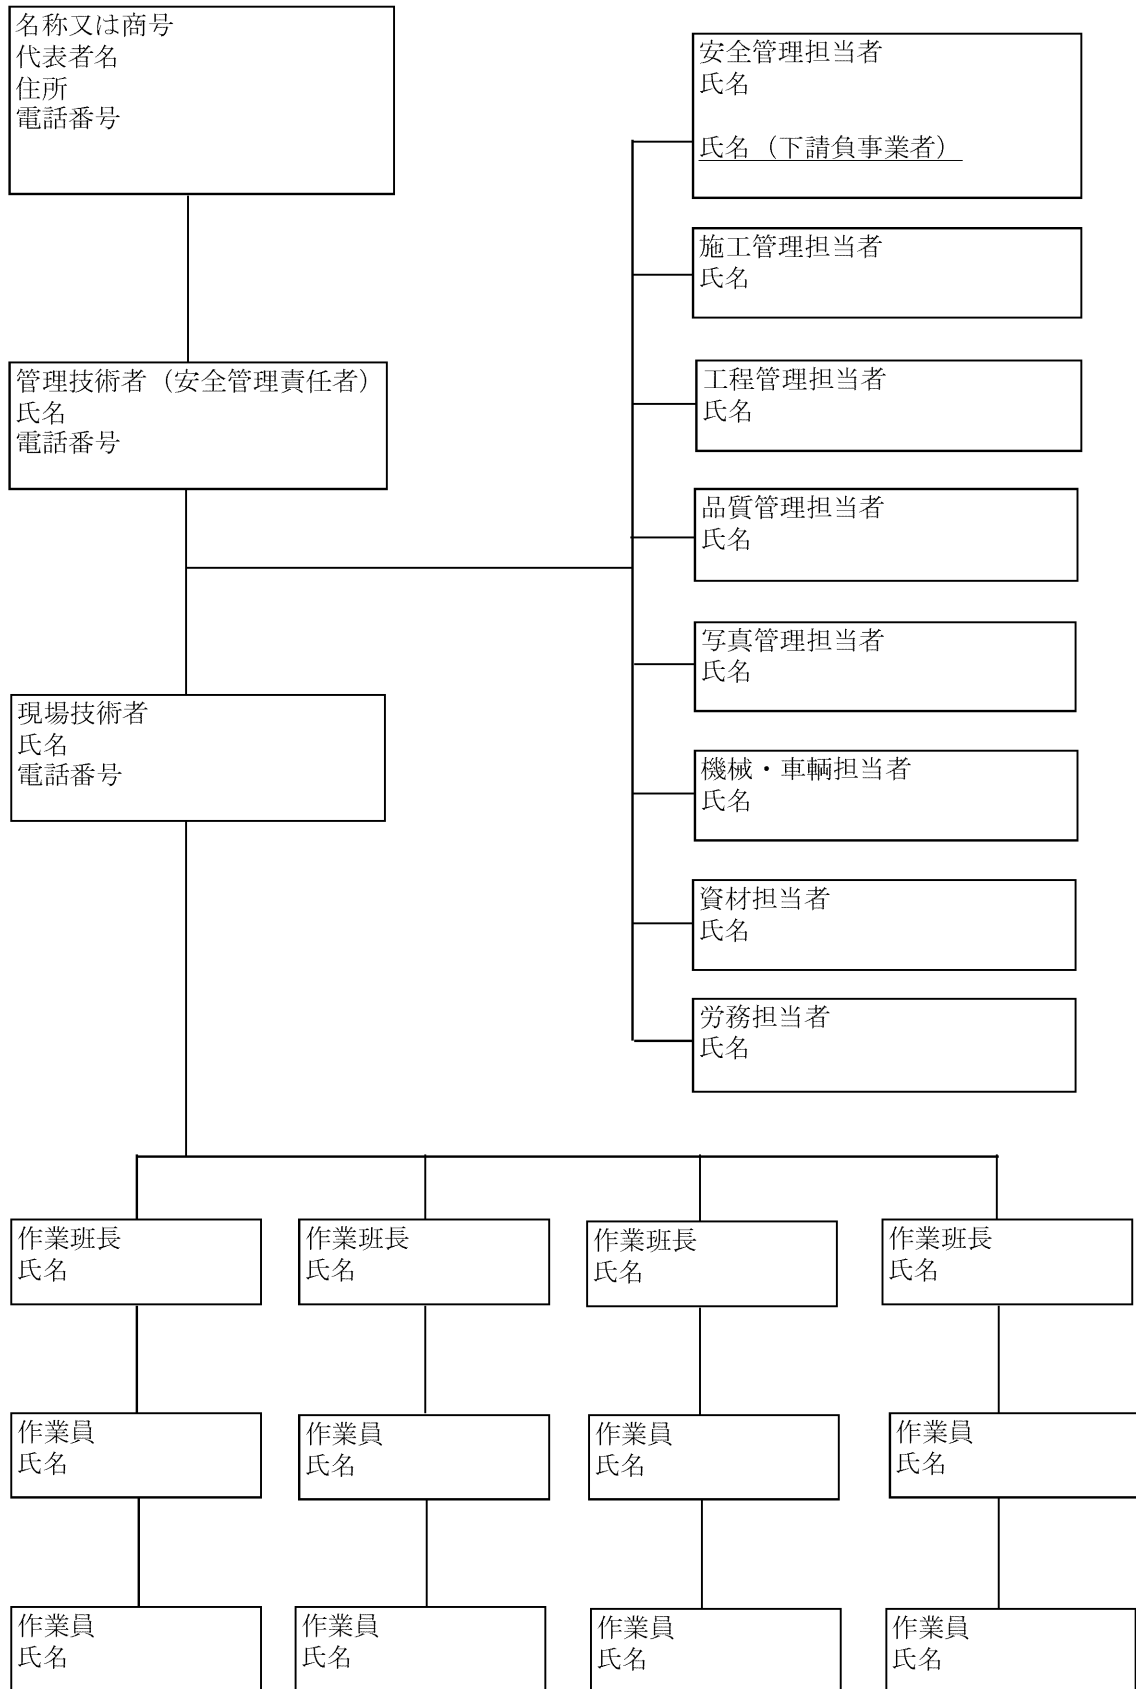 名称又は商号
代表者名
住所
電話番号
安全管理担当者
氏名
氏名（下請負事業者）
施工管理担当者
氏名
管理技術者（安全管理責任者）
氏名
電話番号
工程管理担当者
氏名
品質管理担当者
氏名
写真管理担当者
氏名
現場技術者
氏名
電話番号
機械・車輌担当者
氏名
資材担当者
氏名
労務担当者
氏名
作業班長
氏名
作業班長
氏名
作業班長
氏名
作業班長
氏名
作業員
氏名
作業員
氏名
作業員
氏名
作業員
氏名
作業員
氏名
作業員
氏名
作業員
氏名
作業員
氏名